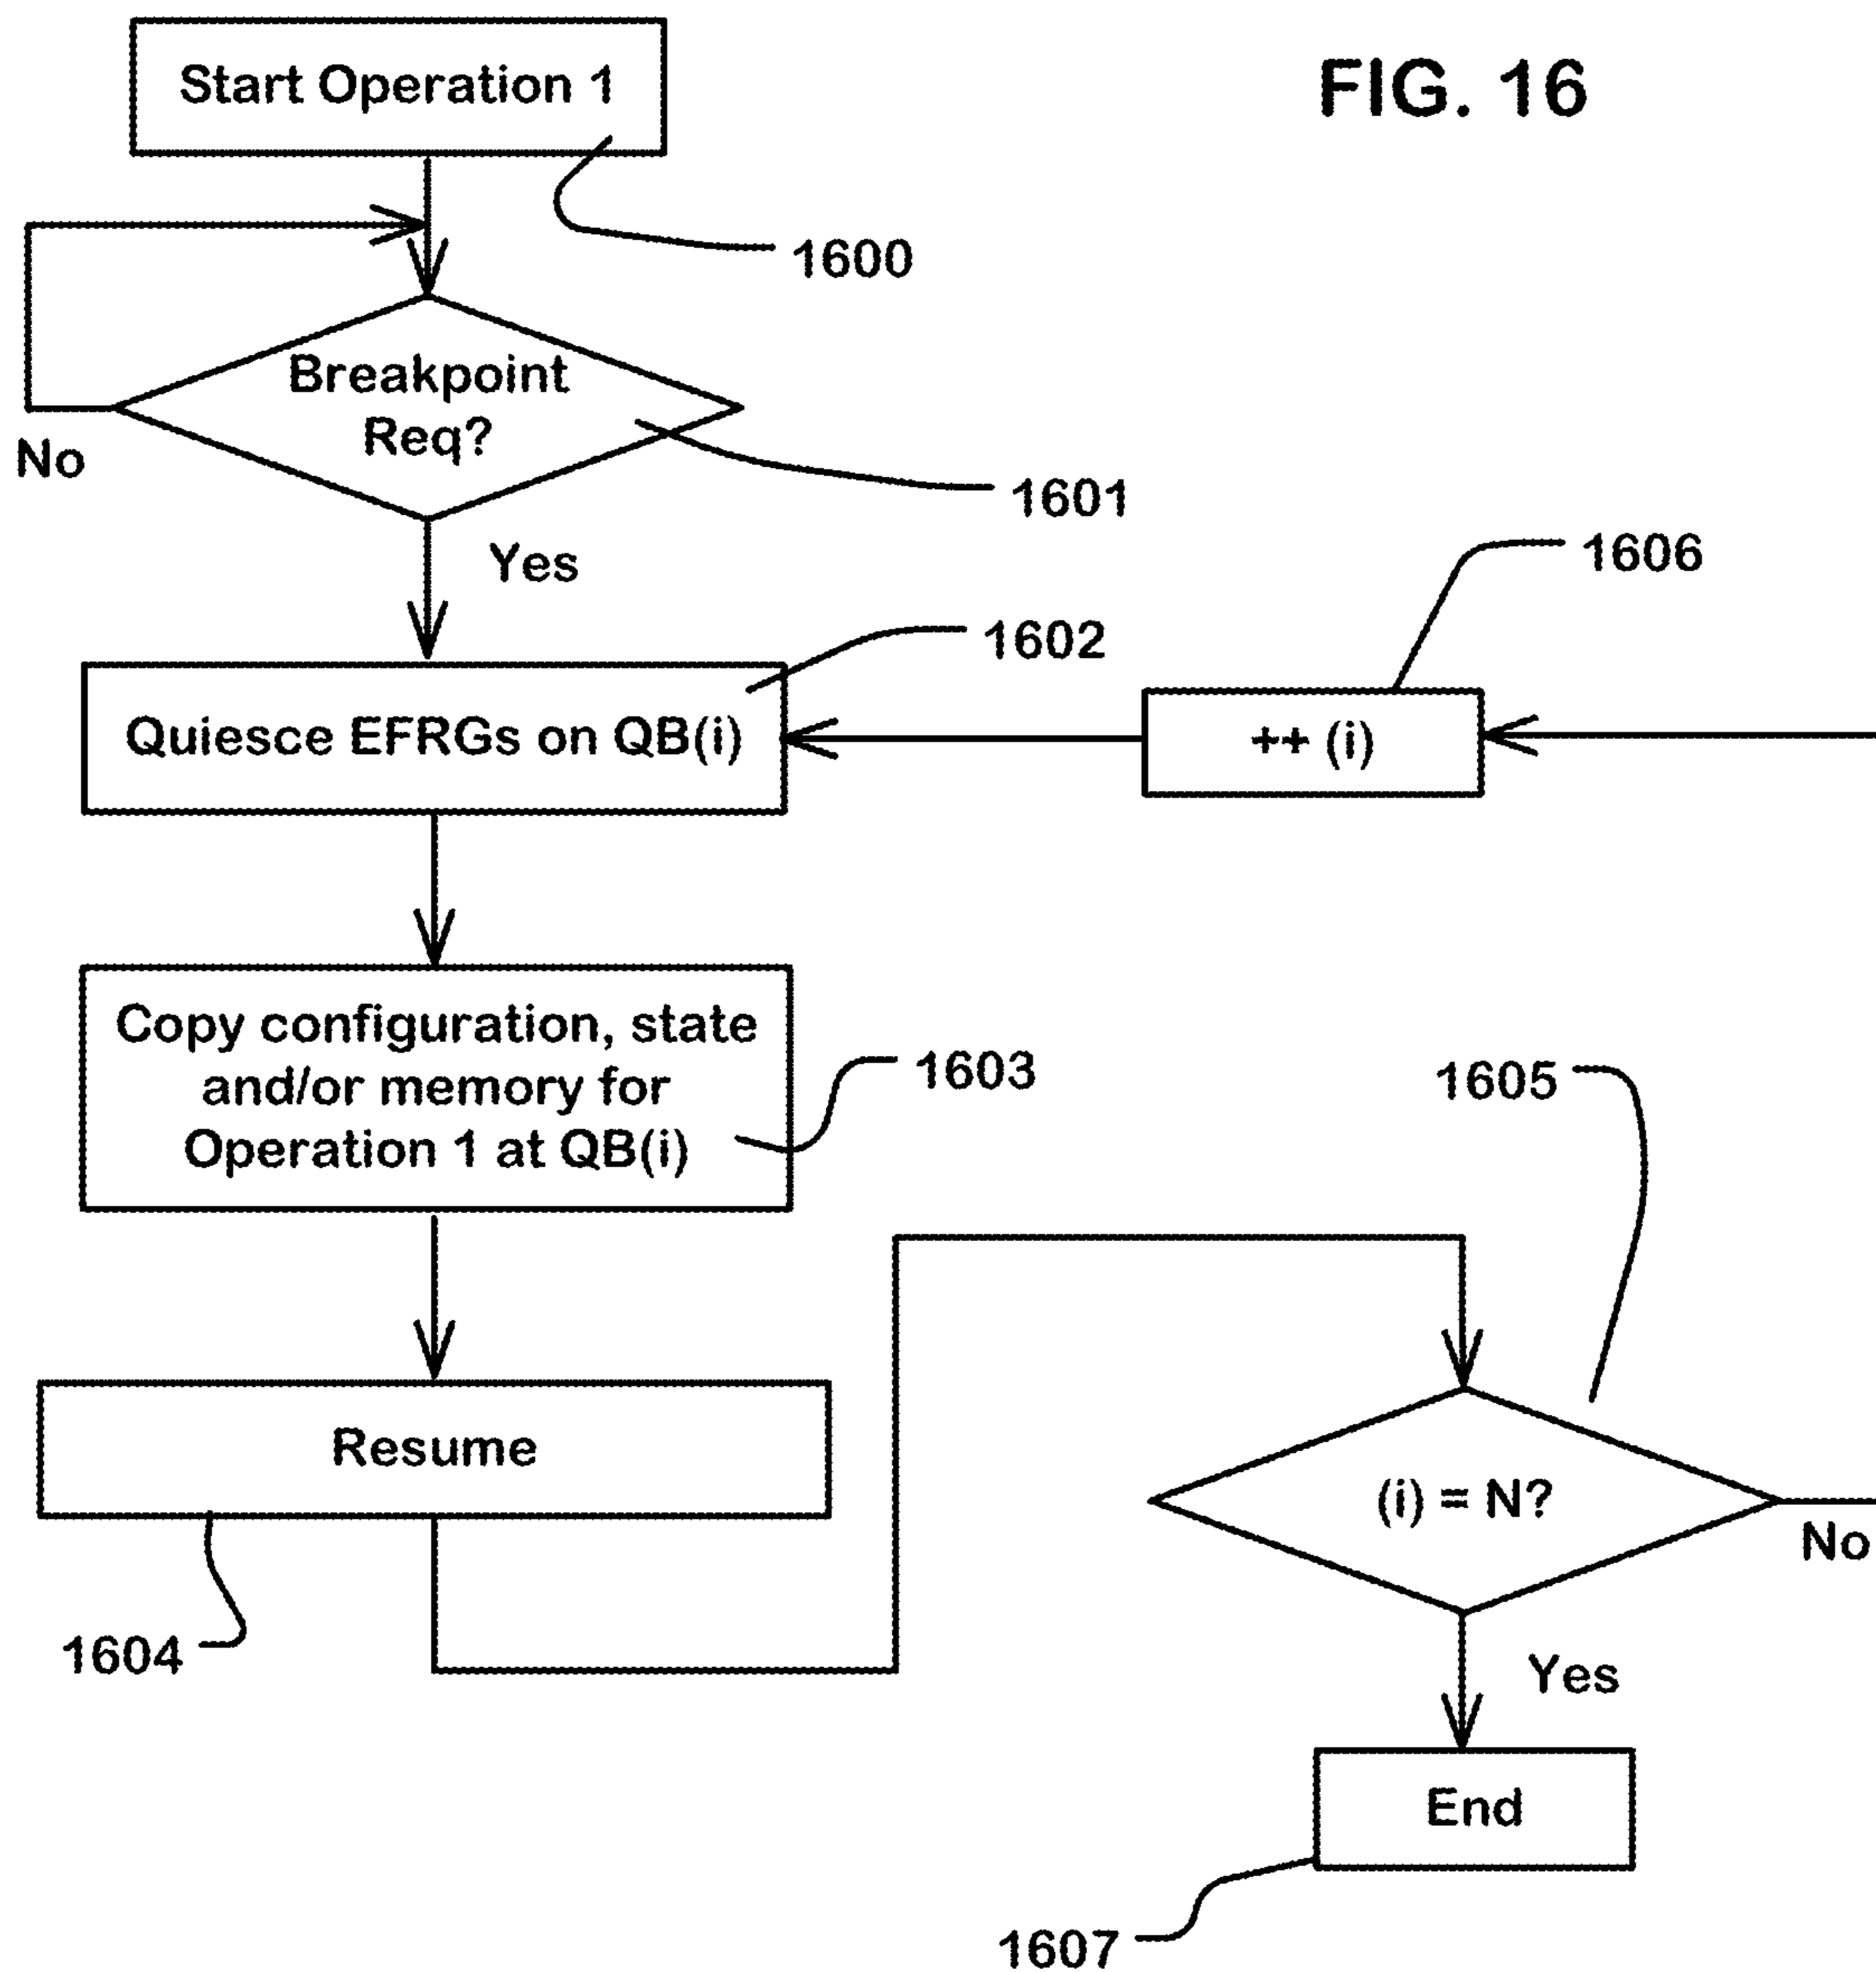 FIG. 16
Start Operation 1
1600
Breakpoint
Req?
No
1601
Yes
1606
1602
Quiesce EFRGs on QB(i)
++ (i)
Copy configuration, state
and/or memory for
Operation 1 at QB(i)
1603
1605
Resume
(i) = N?
No
1604
Yes
End
1607